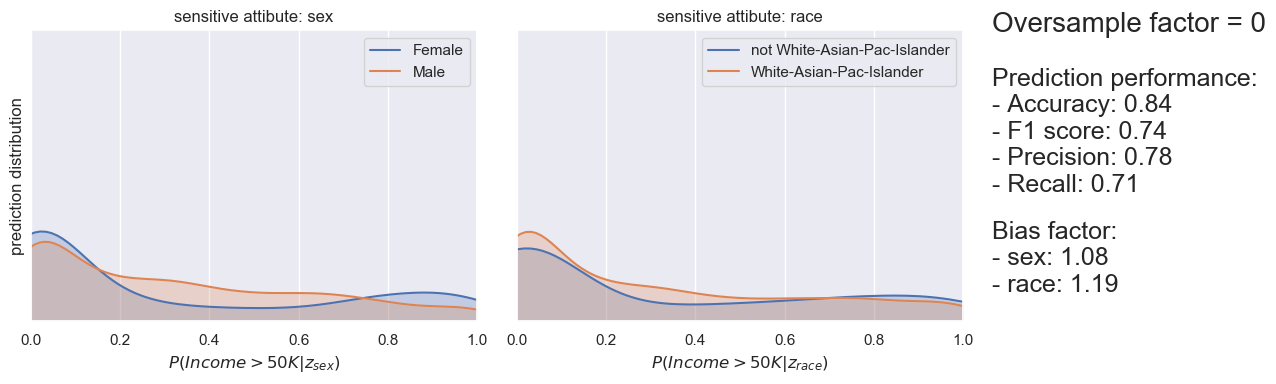 sensitive attibute: sex
Female
Male
prediction distribution
0.0 0.2 0.4 0.6 0.8 1.0
P(Income > 50K|z_sex)
sensitive attibute: race
not White-Asian-Pac-Islander
White-Asian-Pac-Islander
0.0 0.2 0.4 0.6 0.8 1.0
P(Income > 50K|z_race)
Oversample factor = 0
Prediction performance:
- Accuracy: 0.84
- F1 score: 0.74
- Precision: 0.78
- Recall: 0.71
Bias factor:
- sex: 1.08
- race: 1.19